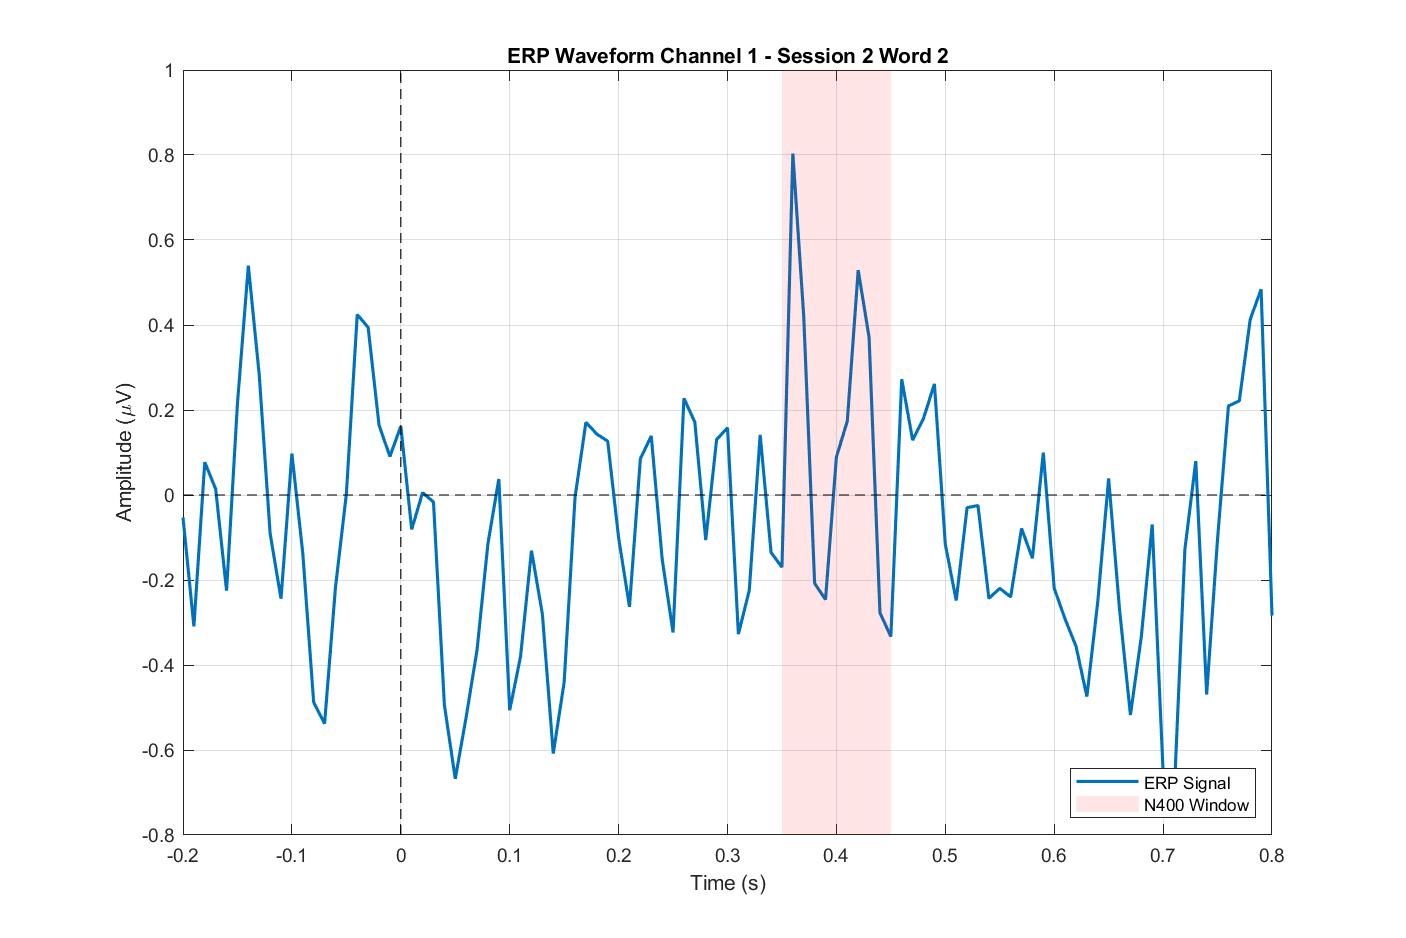 ERP Waveform Channel 1 - Session 2 Word 2
1
0.8
0.6
0.4
0.2
0
-0.2
-0.4
-0.6
-0.8
Amplitude (μV)
-0.2 -0.1 0 0.1 0.2 0.3 0.4 0.5 0.6 0.7 0.8
Time (s)
ERP Signal
N400 Window